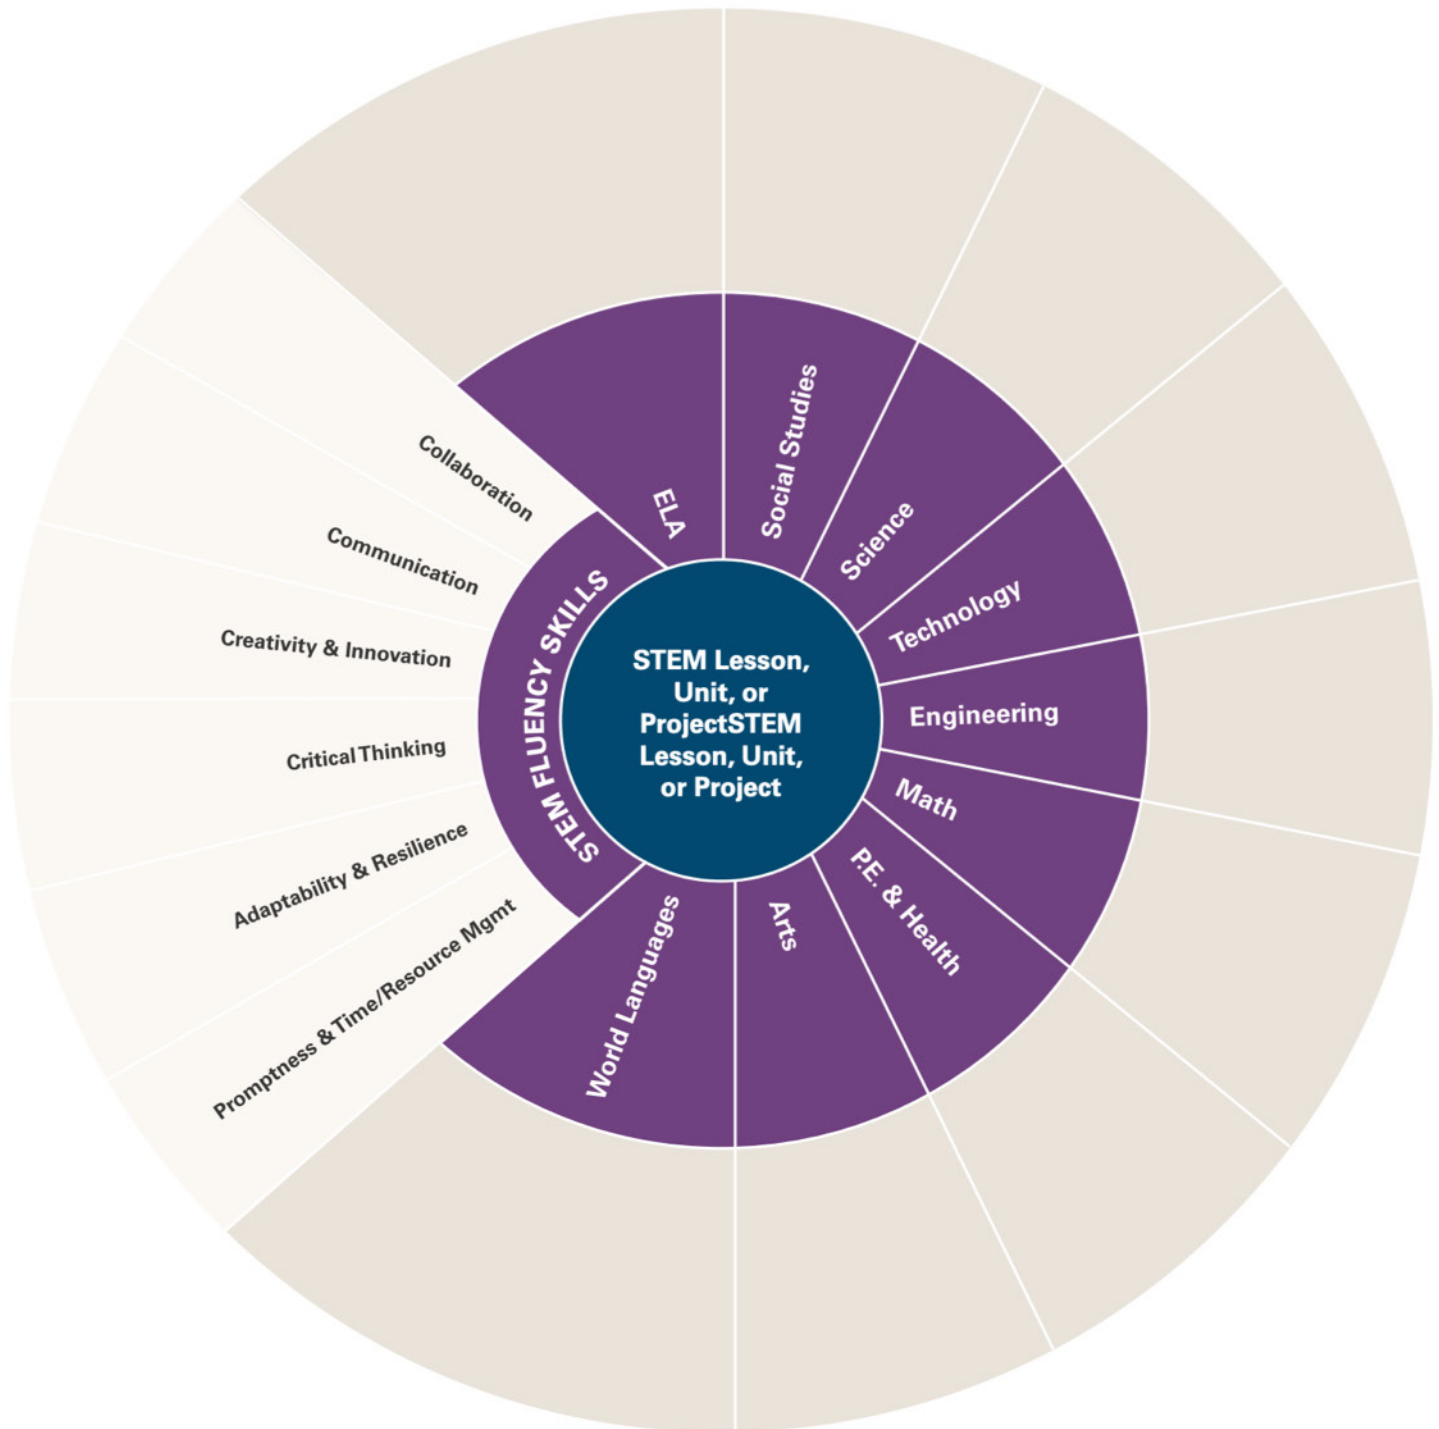 STEM Lesson,
Unit, or
ProjectSTEM
Lesson, Unit,
or Project
STEM FLUENCY SKILLS
ELA
Social Studies
Science
Technology
Engineering
Math
P.E. & Health
Arts
World Languages
Collaboration
Communication
Creativity & Innovation
Critical Thinking
Adaptability & Resilience
Promptness & Time/Resource Mgmt